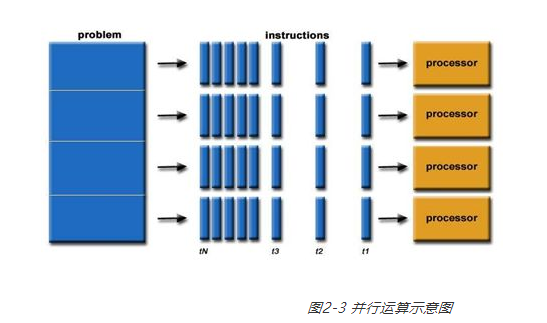 problem
instructions
processor
processor
processor
processor
tN t3 t2 t1
图2-3 并行运算示意图